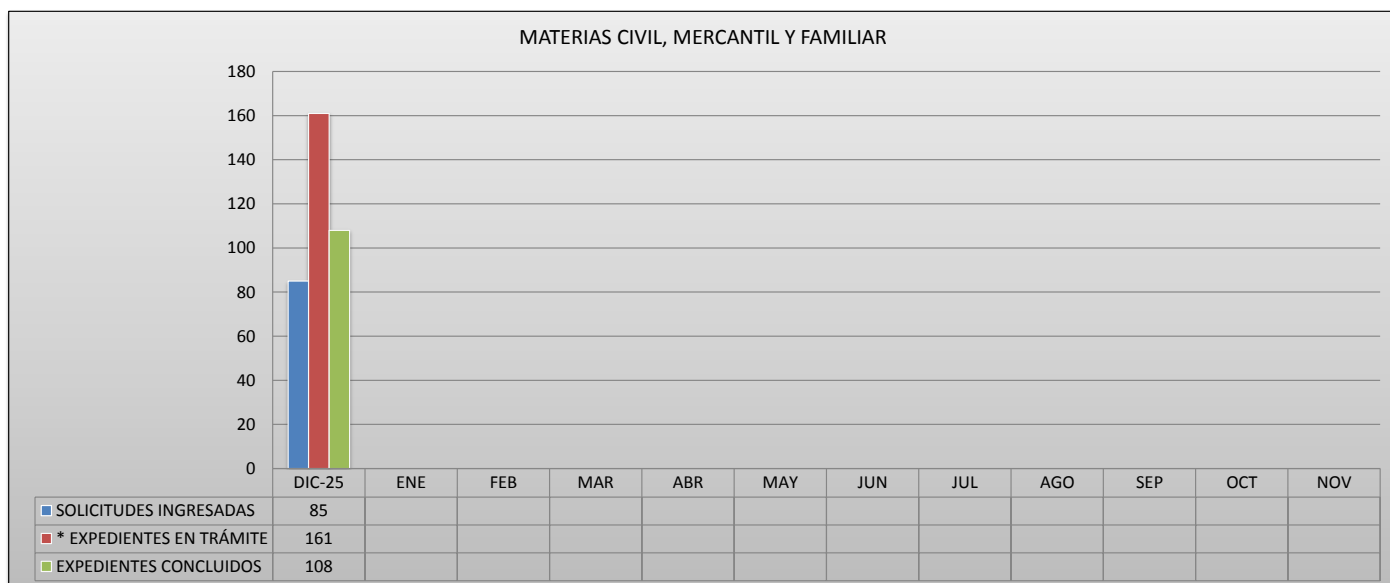 MATERIAS CIVIL, MERCANTIL Y FAMILIAR
180
160
140
120
100
80
60
40
20
0
DIC-25 ENE FEB MAR ABR MAY JUN JUL AGO SEP OCT NOV
SOLICITUDES INGRESADAS 85
* EXPEDIENTES EN TRÁMITE 161
EXPEDIENTES CONCLUIDOS 108